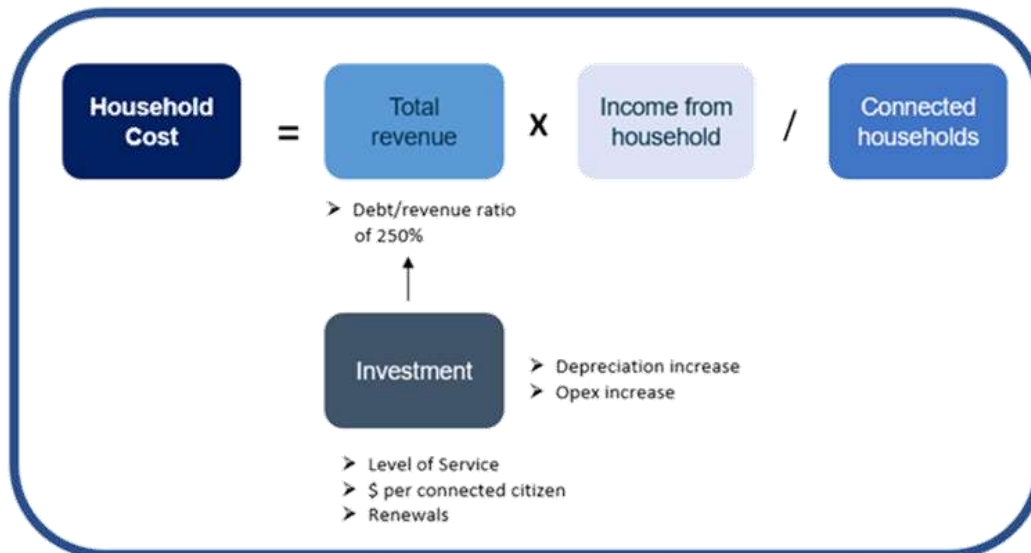 Household
Cost
=
Total
revenue
X
Income from
household
/
Connected
households
➤ Debt/revenue ratio
of 250%
Investment
➤ Depreciation increase
➤ Opex increase
➤ Level of Service
➤ $ per connected citizen
➤ Renewals